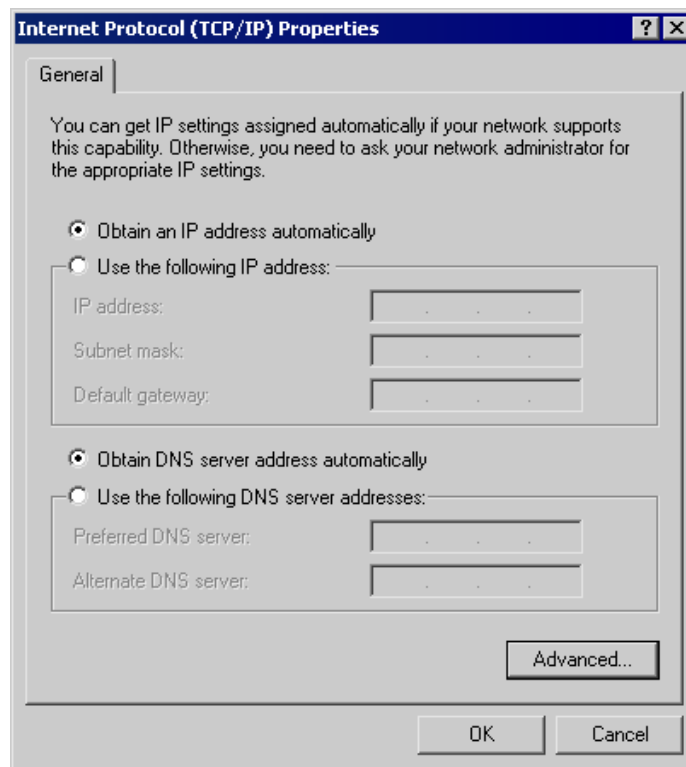 Internet Protocol (TCP/IP) Properties
General
You can get IP settings assigned automatically if your network supports
this capability. Otherwise, you need to ask your network administrator for
the appropriate IP settings.
Obtain an IP address automatically
Use the following IP address:
IP address:
Subnet mask:
Default gateway:
Obtain DNS server address automatically
Use the following DNS server addresses:
Preferred DNS server:
Alternate DNS server:
Advanced...
OK Cancel